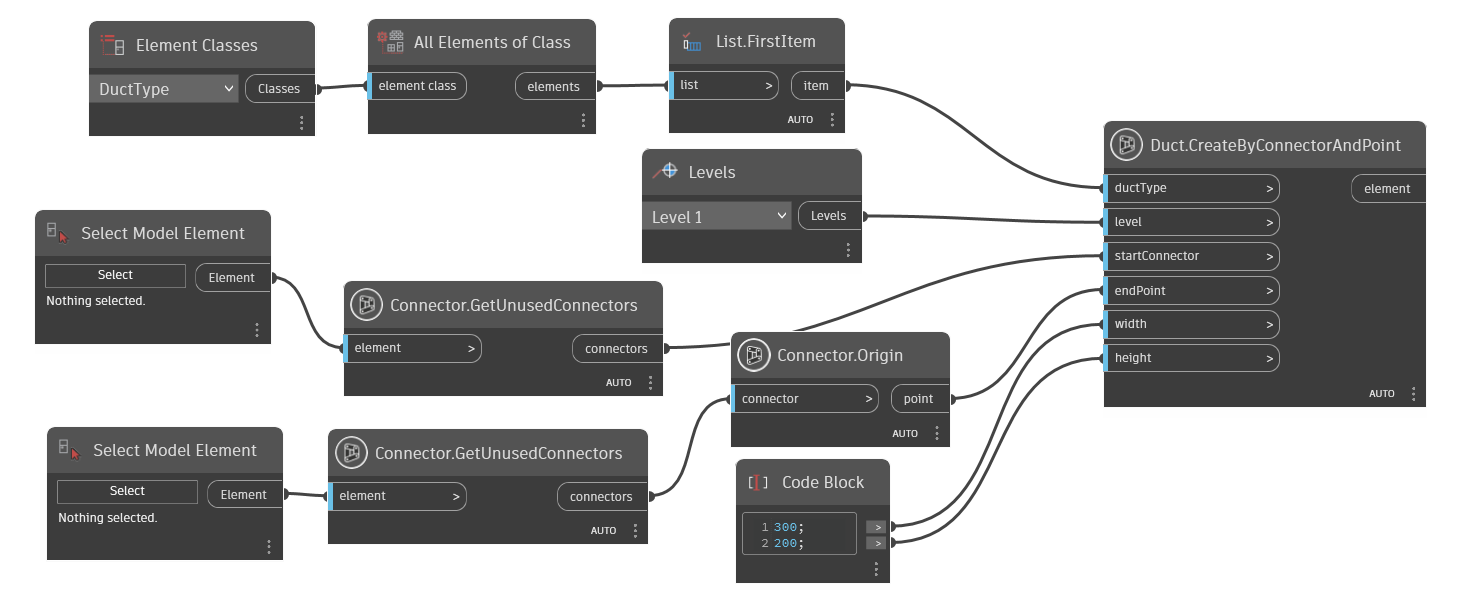 Element Classes
DuctType
Classes
All Elements of Class
element class
elements
List.FirstItem
list >
item
AUTO
Levels
Level 1
Levels
Select Model Element
Select
Element
Nothing selected.
Connector.GetUnusedConnectors
element >
connectors
AUTO
Select Model Element
Select
Element
Nothing selected.
Connector.GetUnusedConnectors
element >
connectors
AUTO
Connector.Origin
connector >
point
AUTO
Code Block
1 300; >
2 200; >
Duct.CreateByConnectorAndPoint
ductType >
element
level >
startConnector >
endPoint >
width >
height >
AUTO